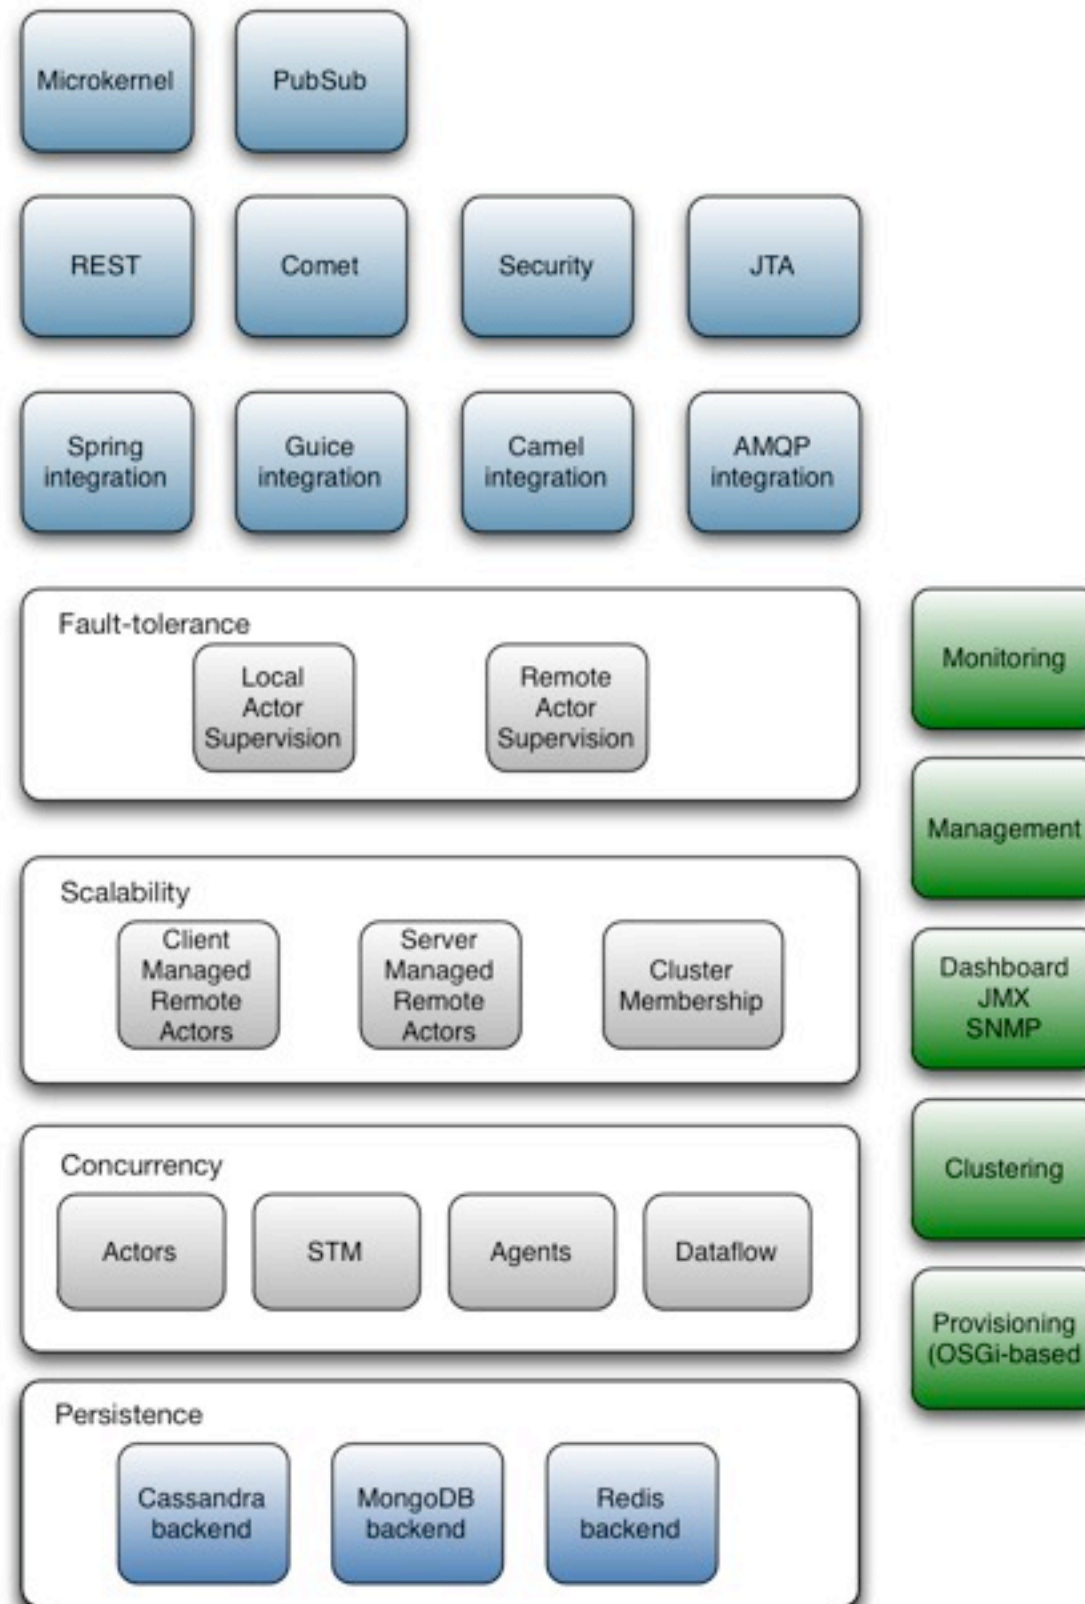 Microkernel
PubSub
REST
Comet
Security
JTA
Spring
integration
Guice
integration
Camel
integration
AMQP
integration
Fault-tolerance
Local
Actor
Supervision
Remote
Actor
Supervision
Scalability
Client
Managed
Remote
Actors
Server
Managed
Remote
Actors
Cluster
Membership
Concurrency
Actors
STM
Agents
Dataflow
Persistence
Cassandra
backend
MongoDB
backend
Redis
backend
Monitoring
Management
Dashboard
JMX
SNMP
Clustering
Provisioning
(OSGi-based